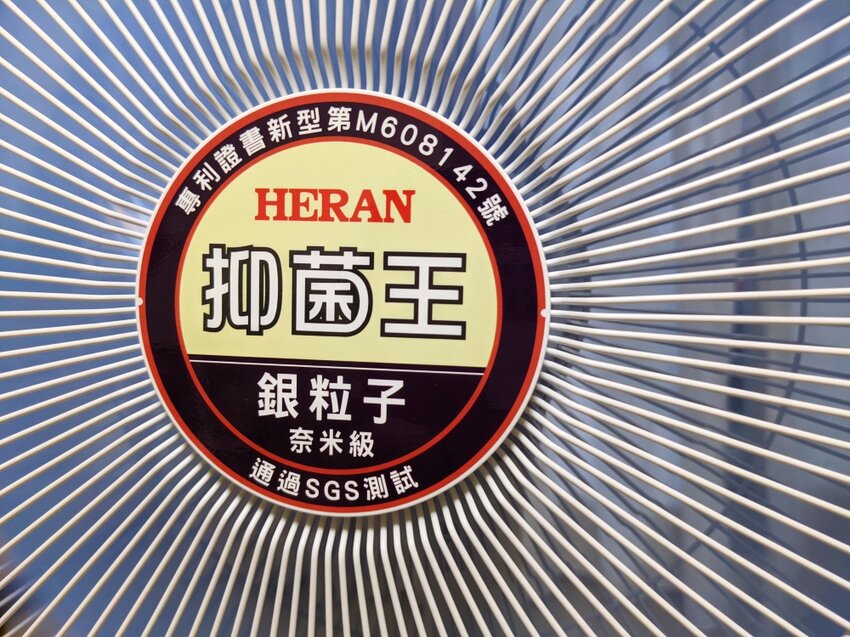 專利證書新型第M608142號
HERAN
抑菌王
銀粒子
奈米級
通過SGS測試